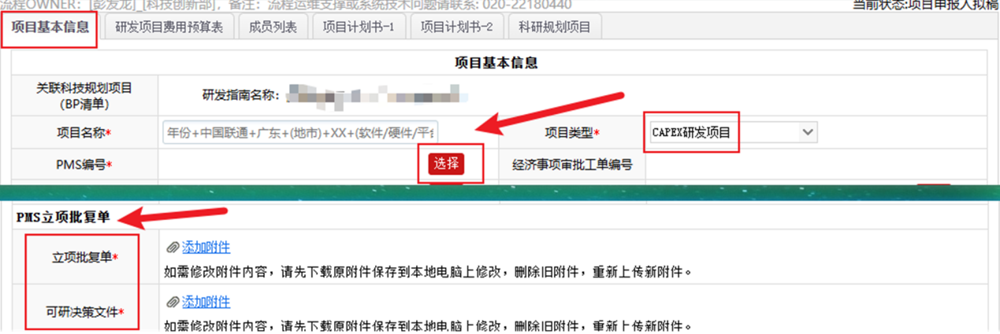 流程OWNER: [彭发龙]_[科技创新部], 备注: 流程运维支撑或系统技术问题请联系: 020-22180440
当前状态:项目申报人拟稿
项目基本信息 研发项目费用预算表 成员列表 项目计划书-1 项目计划书-2 科研规划项目
项目基本信息
关联科技规划项目
(BP清单)
研发指南名称:
项目名称* 年份+中国联通+广东+(地市)+XX+(软件/硬件/平台 项目类型* CAPEX研发项目
PMS编号* 选择 经济事项审批工单编号
PMS立项批复单
立项批复单* 添加附件
如需修改附件内容，请先下载原附件保存到本地电脑上修改，删除旧附件，重新上传新附件。
可研决策文件* 添加附件
如需修改附件内容，请先下载原附件保存到本地电脑上修改，删除旧附件，重新上传新附件。